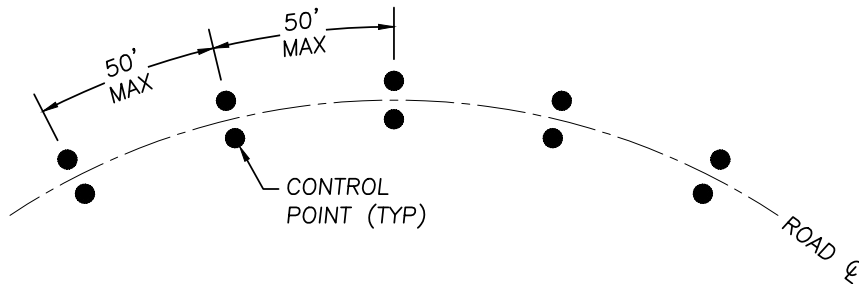 50'
MAX
50'
MAX
CONTROL
POINT (TYP)
ROAD ℄